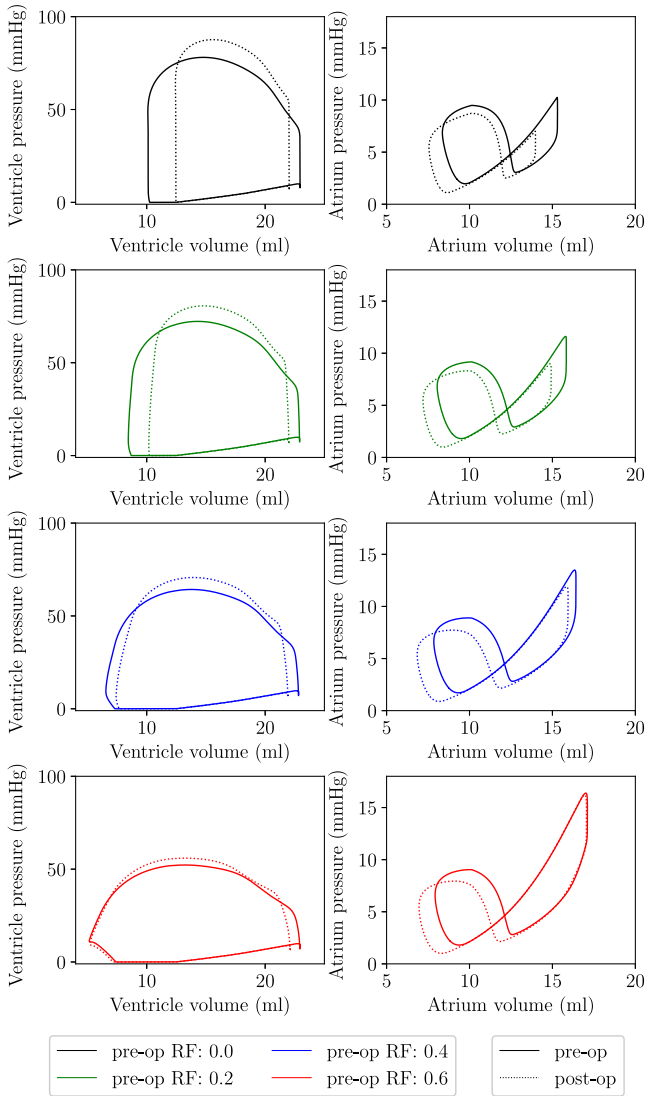 100
50
0
Ventricle pressure (mmHg)
10 20
Ventricle volume (ml)
15
10
5
0
Atrium pressure (mmHg)
5 10 15 20
Atrium volume (ml)
100
50
0
Ventricle pressure (mmHg)
10 20
Ventricle volume (ml)
15
10
5
0
Atrium pressure (mmHg)
5 10 15 20
Atrium volume (ml)
100
50
0
Ventricle pressure (mmHg)
10 20
Ventricle volume (ml)
15
10
5
0
Atrium pressure (mmHg)
5 10 15 20
Atrium volume (ml)
100
50
0
Ventricle pressure (mmHg)
10 20
Ventricle volume (ml)
15
10
5
0
Atrium pressure (mmHg)
5 10 15 20
Atrium volume (ml)
pre-op RF: 0.0
pre-op RF: 0.2
pre-op RF: 0.4
pre-op RF: 0.6
pre-op
post-op